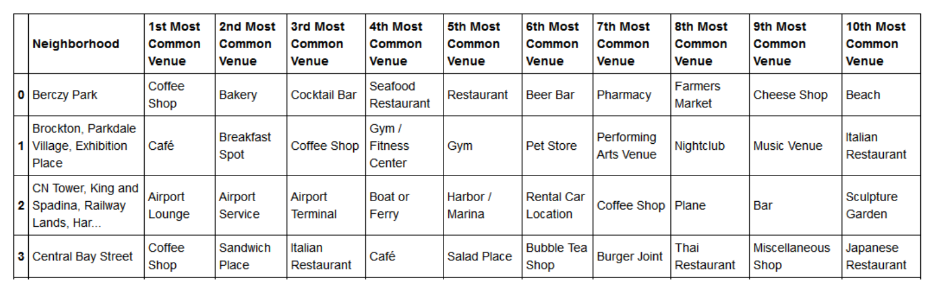 Neighborhood 1st Most Common Venue 2nd Most Common Venue 3rd Most Common Venue 4th Most Common Venue 5th Most Common Venue 6th Most Common Venue 7th Most Common Venue 8th Most Common Venue 9th Most Common Venue 10th Most Common Venue
0 Berczy Park Coffee Shop Bakery Cocktail Bar Seafood Restaurant Restaurant Beer Bar Pharmacy Farmers Market Cheese Shop Beach
1 Brockton, Parkdale Village, Exhibition Place Café Breakfast Spot Coffee Shop Gym / Fitness Center Gym Pet Store Performing Arts Venue Nightclub Music Venue Italian Restaurant
2 CN Tower, King and Spadina, Railway Lands, Har... Airport Lounge Airport Service Airport Terminal Boat or Ferry Harbor / Marina Rental Car Location Coffee Shop Plane Bar Sculpture Garden
3 Central Bay Street Coffee Shop Sandwich Place Italian Restaurant Café Salad Place Bubble Tea Shop Burger Joint Thai Restaurant Miscellaneous Shop Japanese Restaurant